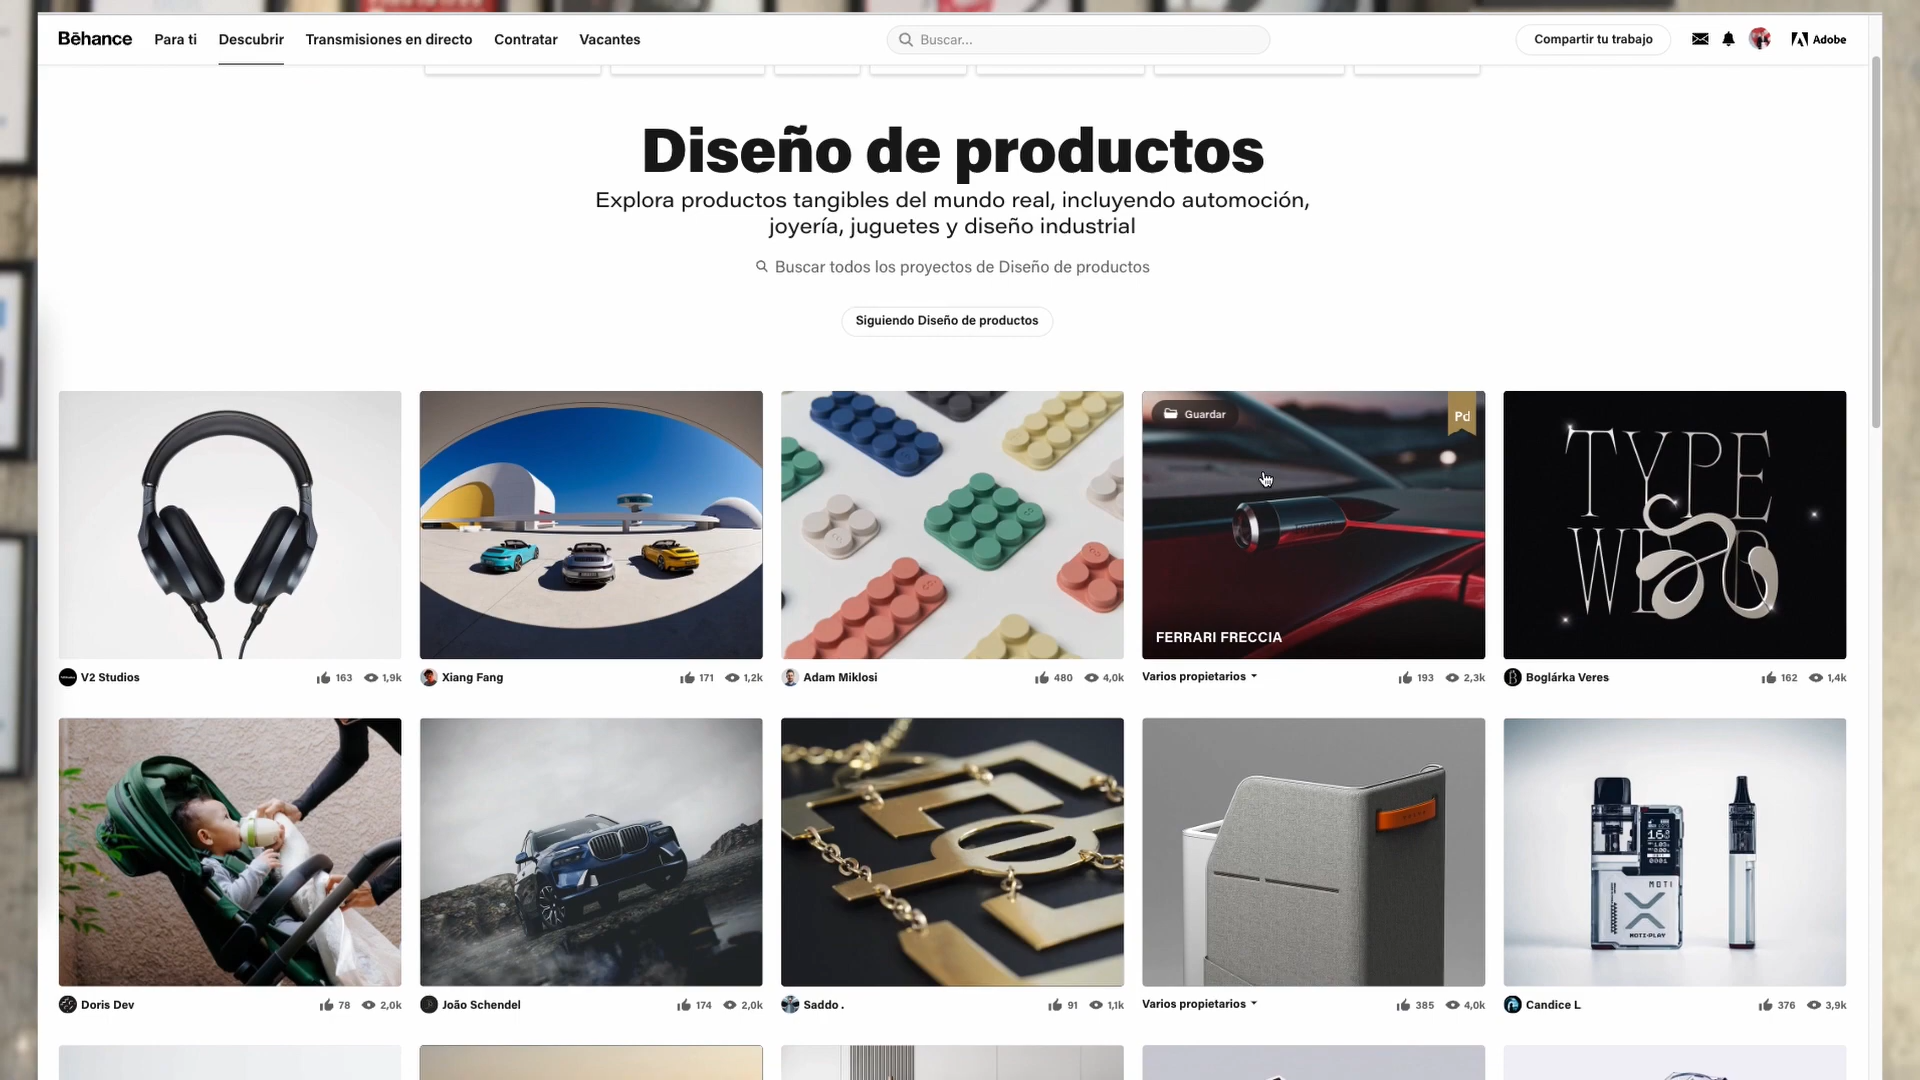 Bēhance
Para ti
Descubrir
Transmisiones en directo
Contratar
Vacantes
Buscar...
Compartir tu trabajo
Adobe
Diseño de productos
Explora productos tangibles del mundo real, incluyendo automoción,
joyería, juguetes y diseño industrial
Buscar todos los proyectos de Diseño de productos
Siguiendo Diseño de productos
Guardar
Pd
FERRARI FRECCIA
TYPE
WE
V2 Studios
163
1,9k
Xiang Fang
171
1,2k
Adam Miklosi
480
4,0k
Varios propietarios
193
2,3k
Boglárka Veres
162
1,4k
MOTI
X
MOTI·PLAY
Doris Dev
78
2,0k
João Schendel
174
2,0k
Saddo .
91
1,1k
Varios propietarios
385
4,0k
Candice L
376
3,9k